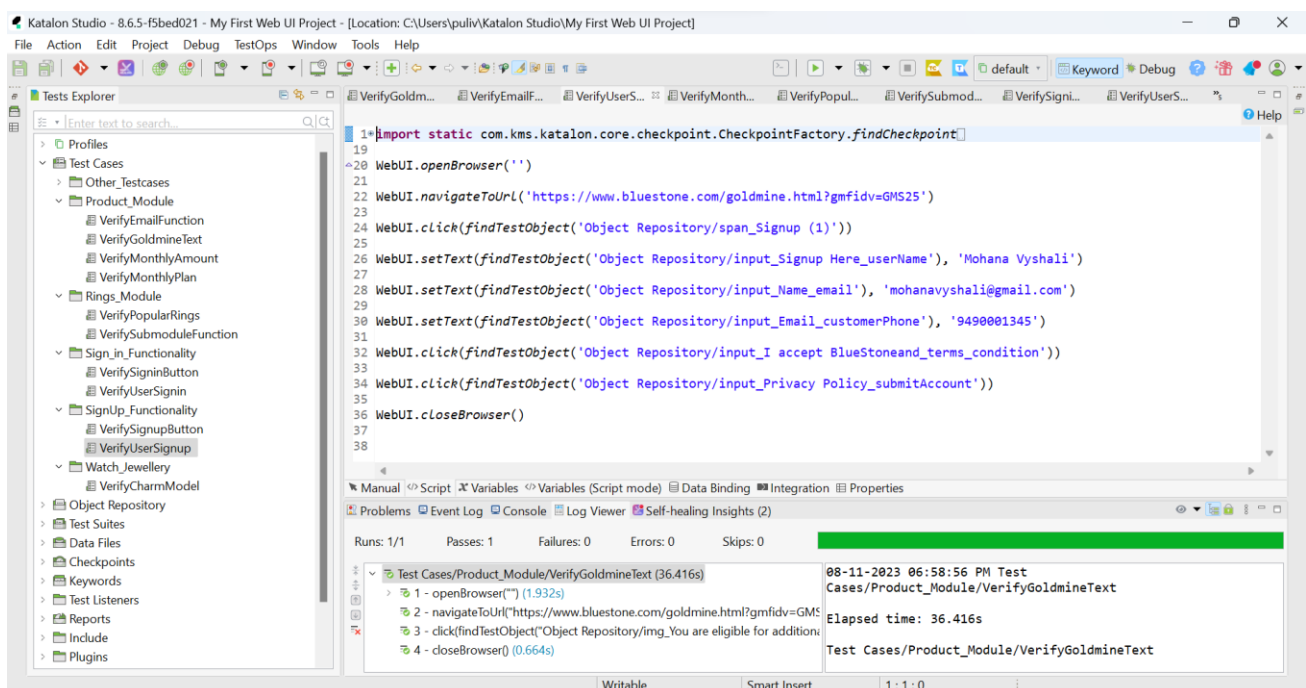 Katalon Studio - 8.6.5-f5bed021 - My First Web UI Project - [Location: C:\Users\puliv\Katalon Studio\My First Web UI Project]
File Action Edit Project Debug TestOps Window Tools Help
default Keyword Debug
Tests Explorer
VerifyGoldm... VerifyEmailF... VerifyUserS... VerifyMonth... VerifyPopul... VerifySubmod... VerifySigni... VerifyUserS...
Help
Enter text to search...
Profiles
Test Cases
Other_Testcases
Product_Module
VerifyEmailFunction
VerifyGoldmineText
VerifyMonthlyAmount
VerifyMonthlyPlan
Rings_Module
VerifyPopularRings
VerifySubmoduleFunction
Sign_in_Functionality
VerifySigninButton
VerifyUserSignin
SignUp_Functionality
VerifySignupButton
VerifyUserSignup
Watch_Jewellery
VerifyCharmModel
Object Repository
Test Suites
Data Files
Checkpoints
Keywords
Test Listeners
Reports
Include
Plugins
1 import static com.kms.katalon.core.checkpoint.CheckpointFactory.findCheckpoint
19
20 WebUI.openBrowser('')
21
22 WebUI.navigateToUrl('https://www.bluestone.com/goldmine.html?gmfidv=GMS25')
23
24 WebUI.click(findTestObject('Object Repository/span_Signup (1)'))
25
26 WebUI.setText(findTestObject('Object Repository/input_Signup Here_userName'), 'Mohana Vyshali')
27
28 WebUI.setText(findTestObject('Object Repository/input_Name_email'), 'mohanavyshali@gmail.com')
29
30 WebUI.setText(findTestObject('Object Repository/input_Email_customerPhone'), '9490001345')
31
32 WebUI.click(findTestObject('Object Repository/input_I accept BlueStoneand_terms_condition'))
33
34 WebUI.click(findTestObject('Object Repository/input_Privacy Policy_submitAccount'))
35
36 WebUI.closeBrowser()
37
38
Manual Script Variables Variables (Script mode) Data Binding Integration Properties
Problems Event Log Console Log Viewer Self-healing Insights (2)
Runs: 1/1 Passes: 1 Failures: 0 Errors: 0 Skips: 0
Test Cases/Product_Module/VerifyGoldmineText (36.416s)
1 - openBrowser("") (1.932s)
2 - navigateToUrl("https://www.bluestone.com/goldmine.html?gmfidv=GMS
3 - click(findTestObject("Object Repository/img_You are eligible for additiona
4 - closeBrowser() (0.664s)
08-11-2023 06:58:56 PM Test
Cases/Product_Module/VerifyGoldmineText
Elapsed time: 36.416s
Test Cases/Product_Module/VerifyGoldmineText
Writable Smart Insert 1 : 1 : 0